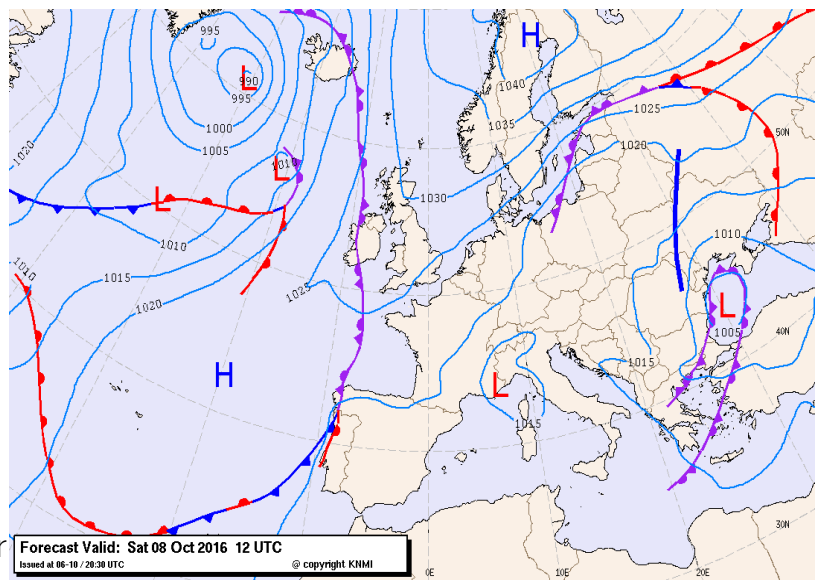 995
H
L
990
995
1040
1000
1025
1035
1005
1020
50N
1020
L
1010
L
1030
1010
1010
1010
1015
1025
1020
L
1005
40N
1015
H
L
1015
30N
Forecast Valid: Sat 08 Oct 2016 12 UTC
Issued at 06-10 / 20:30 UTC @ copyright KNMI
0E
10E
20E